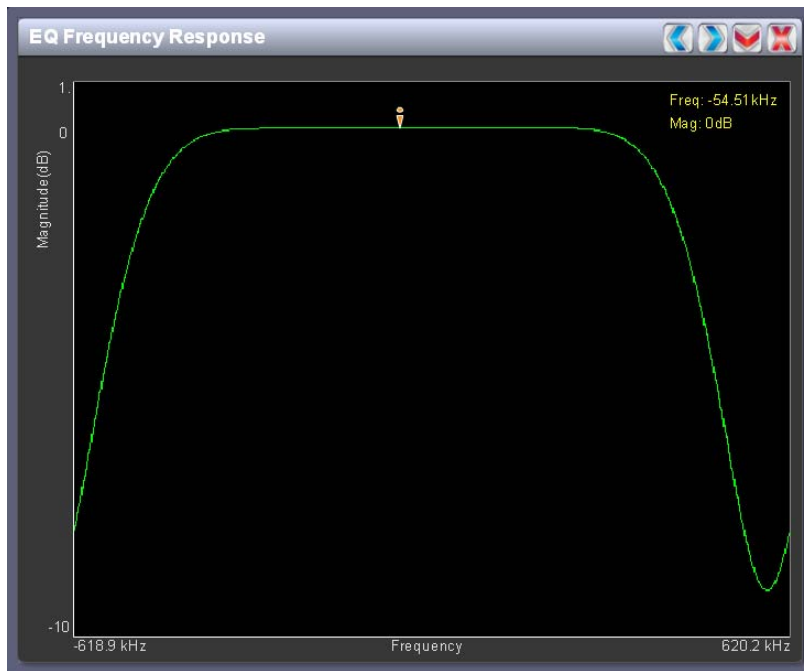 EQ Frequency Response
Freq: -54.51kHz
Mag: 0dB
1.
0
Magnitude(dB)
-10
-618.9 kHz
Frequency
620.2 kHz